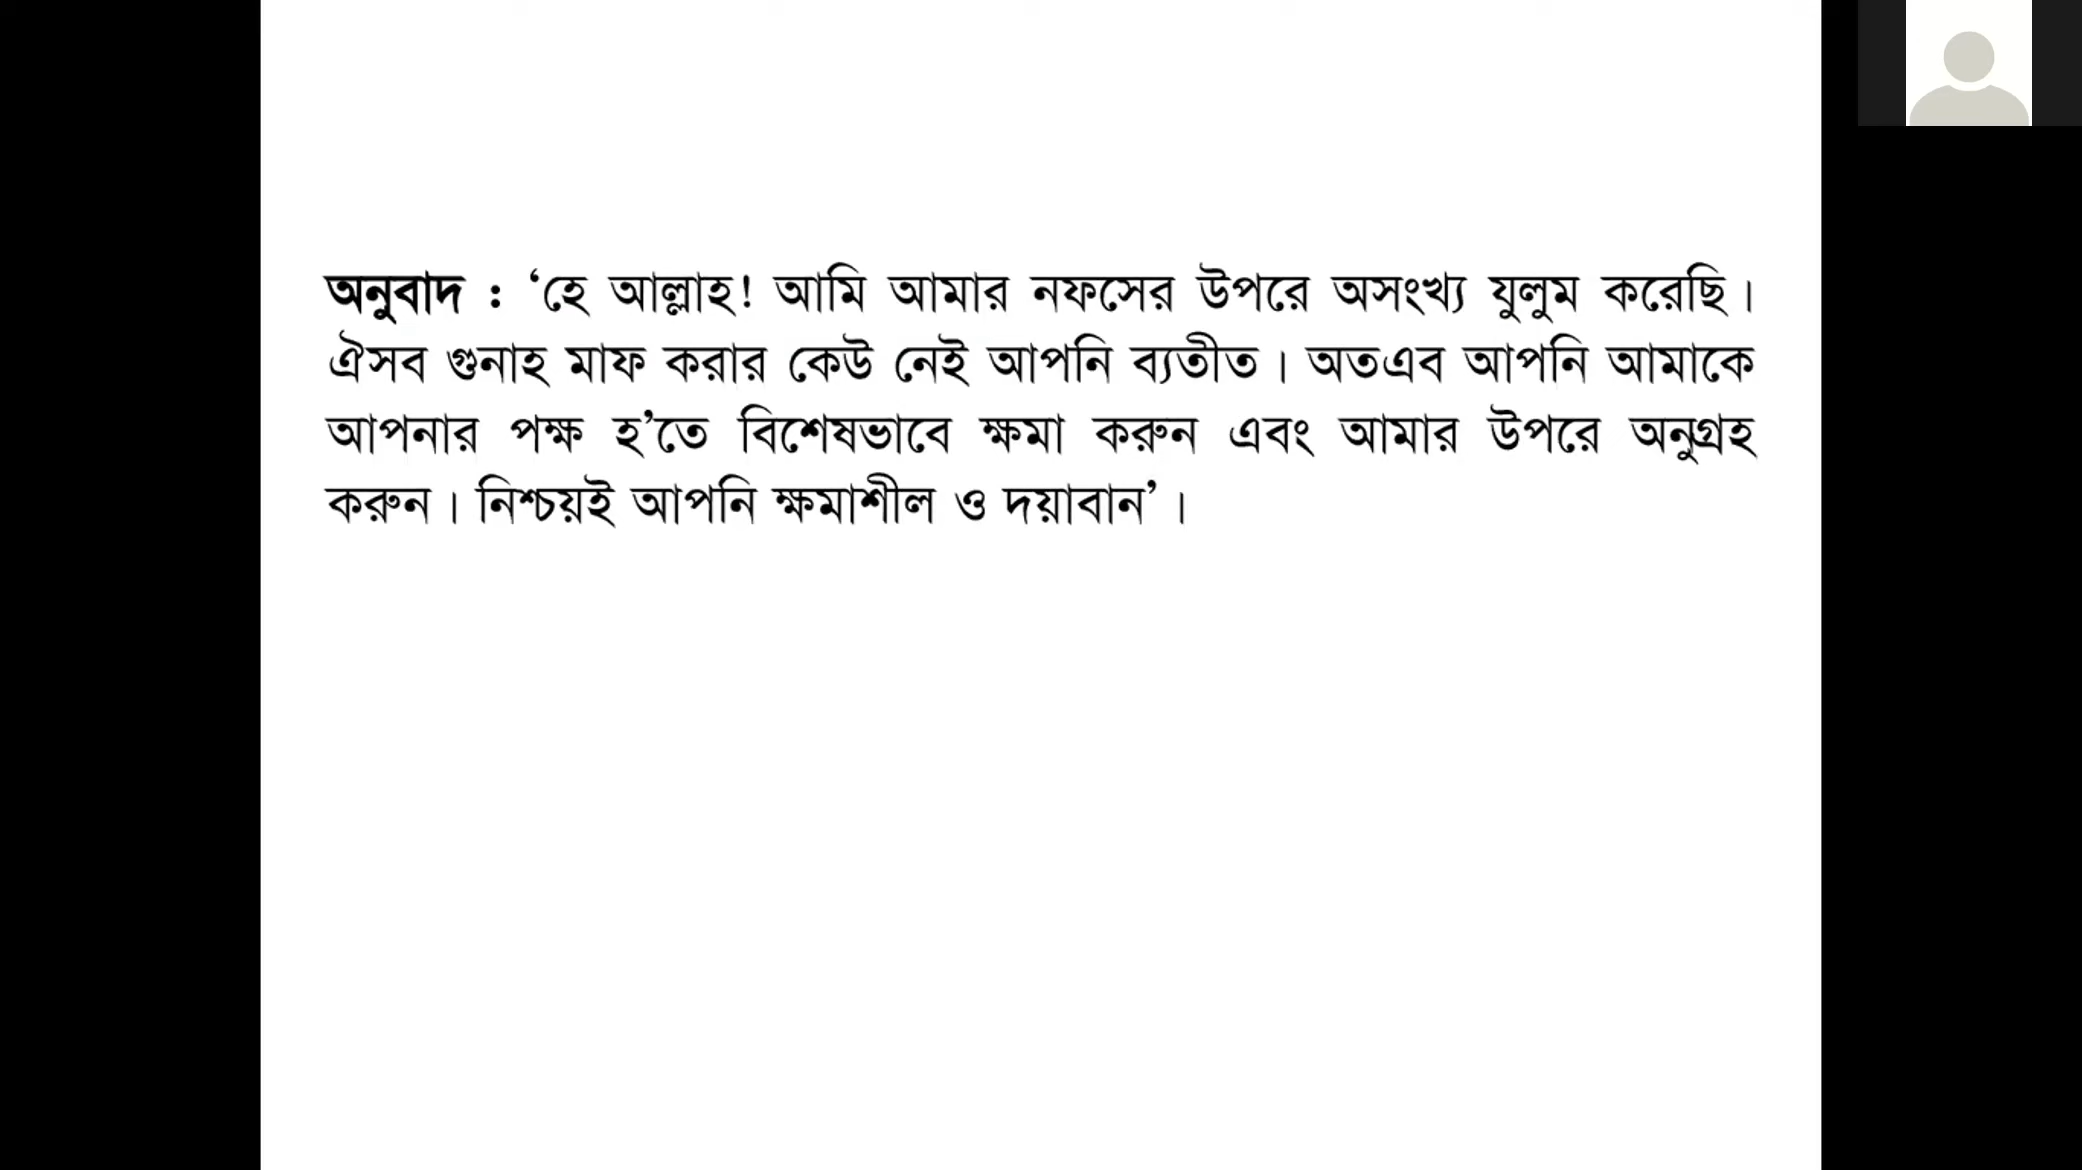 অনুবাদ : ‘হে আল্লাহ! আমি আমার নফসের উপরে অসংখ্য যুলুম করেছি।
ঐসব গুনাহ মাফ করার কেউ নেই আপনি ব্যতীত। অতএব আপনি আমাকে
আপনার পক্ষ হ’তে বিশেষভাবে ক্ষমা করুন এবং আমার উপরে অনুগ্রহ
করুন। নিশ্চয়ই আপনি ক্ষমাশীল ও দয়াবান’।